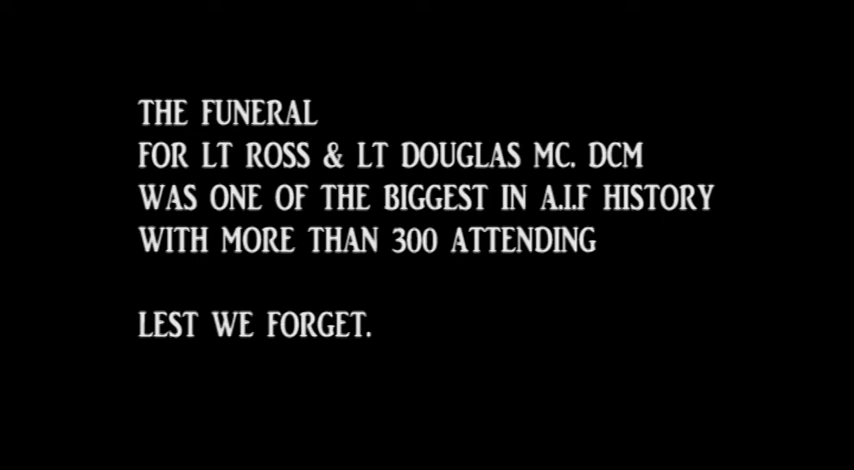 THE FUNERAL
FOR LT ROSS & LT DOUGLAS MC. DCM
WAS ONE OF THE BIGGEST IN A.I.F HISTORY
WITH MORE THAN 300 ATTENDING
LEST WE FORGET.